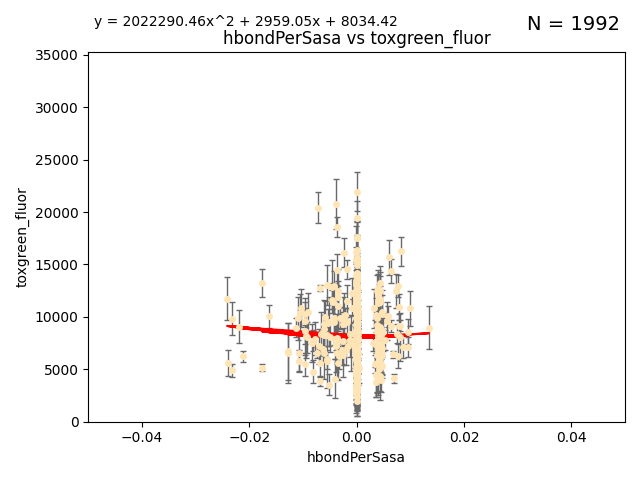 y = 2022290.46x^2 + 2959.05x + 8034.42
N = 1992
hbondPerSasa vs toxgreen_fluor
35000
30000
25000
20000
15000
10000
5000
0
toxgreen_fluor
−0.04
−0.02
0.00
0.02
0.04
hbondPerSasa